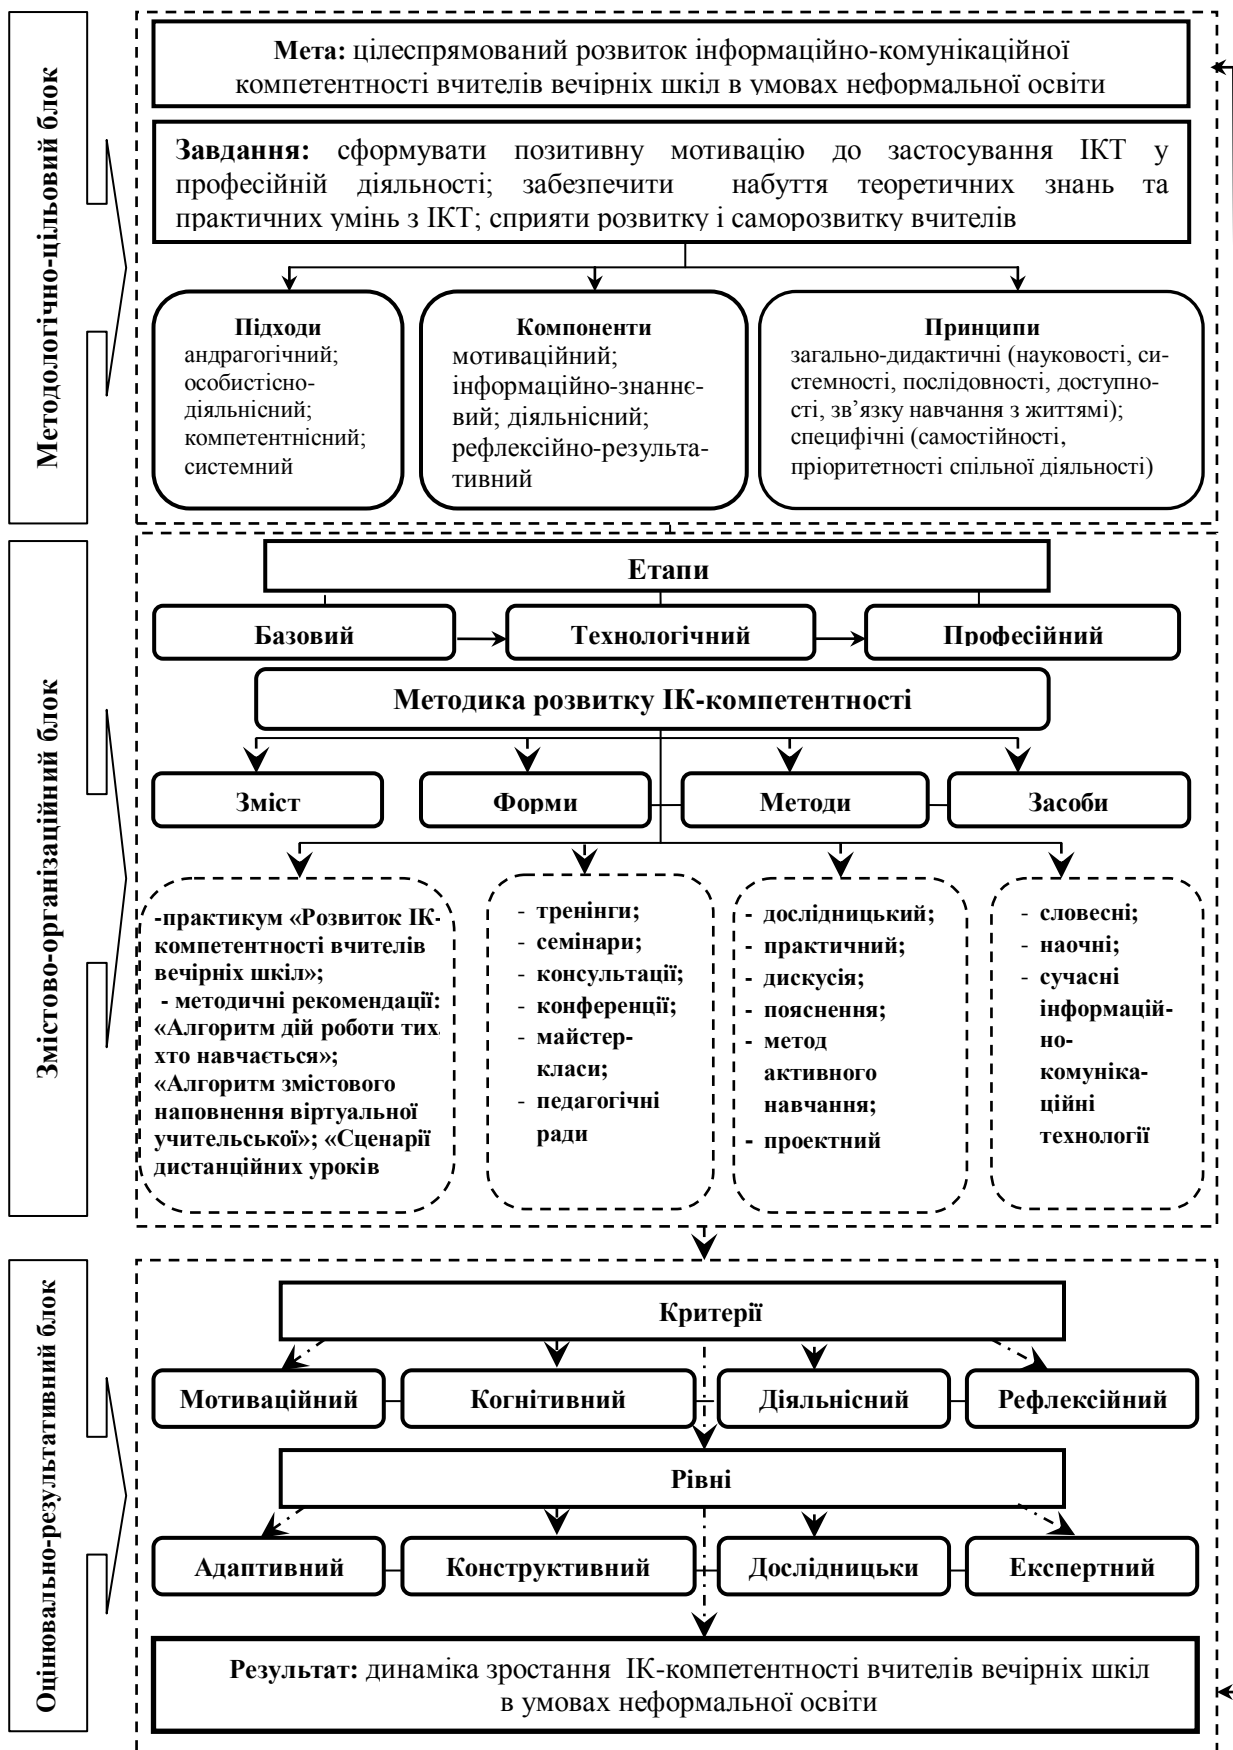 Методологічно-цільовий блок
Мета: цілеспрямований розвиток інформаційно-комунікаційної
компетентності вчителів вечірніх шкіл в умовах неформальної освіти
Завдання: сформувати позитивну мотивацію до застосування ІКТ у
професійній діяльності; забезпечити набуття теоретичних знань та
практичних умінь з ІКТ; сприяти розвитку і саморозвитку вчителів
Підходи
андрагогічний;
особистісно-
діяльнісний;
компетентнісний;
системний
Компоненти
мотиваційний;
інформаційно-знаннє-
вий; діяльнісний;
рефлексійно-результа-
тивний
Принципи
загально-дидактичні (науковості, си-
стемності, послідовності, доступно-
сті, зв’язку навчання з життямі);
специфічні (самостійності,
пріоритетності спільної діяльності)
Змістово-організаційний блок
Етапи
Базовий
Технологічний
Професійний
Методика розвитку ІК-компетентності
Зміст
Форми
Методи
Засоби
-практикум «Розвиток ІК-
компетентності вчителів
вечірніх шкіл»;
- методичні рекомендації:
«Алгоритм дій роботи тих.
хто навчається»;
«Алгоритм змістового
наповнення віртуальної
учительської»; «Сценарії
дистанційних уроків
- тренінги;
- семінари;
- консультації;
- конференції;
- майстер-
класи;
- педагогічні
ради
- дослідницький;
- практичний;
- дискусія;
- пояснення;
- метод
активного
навчання;
- проектний
- словесні;
- наочні;
- сучасні
інформацій-
но-
комуніка-
ційні
технології
Оцінювально-результативний блок
Критерії
Мотиваційний
Когнітивний
Діяльнісний
Рефлексійний
Рівні
Адаптивний
Конструктивний
Дослідницьки
Експертний
Результат: динаміка зростання ІК-компетентності вчителів вечірніх шкіл
в умовах неформальної освіти